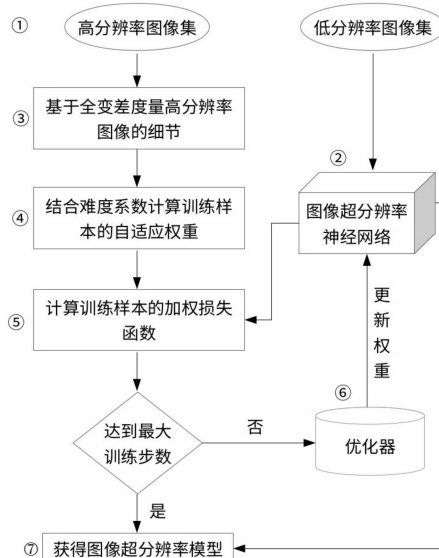 ① 高分辨率图像集
低分辨率图像集
③ 基于全变差度量高分辨率
图像的细节
②
④ 结合难度系数计算训练样
本的自适应权重
图像超分辨率
神经网络
⑤ 计算训练样本的加权损失
函数
更新权重
⑥
达到最大
训练步数
否
优化器
是
⑦ 获得图像超分辨率模型